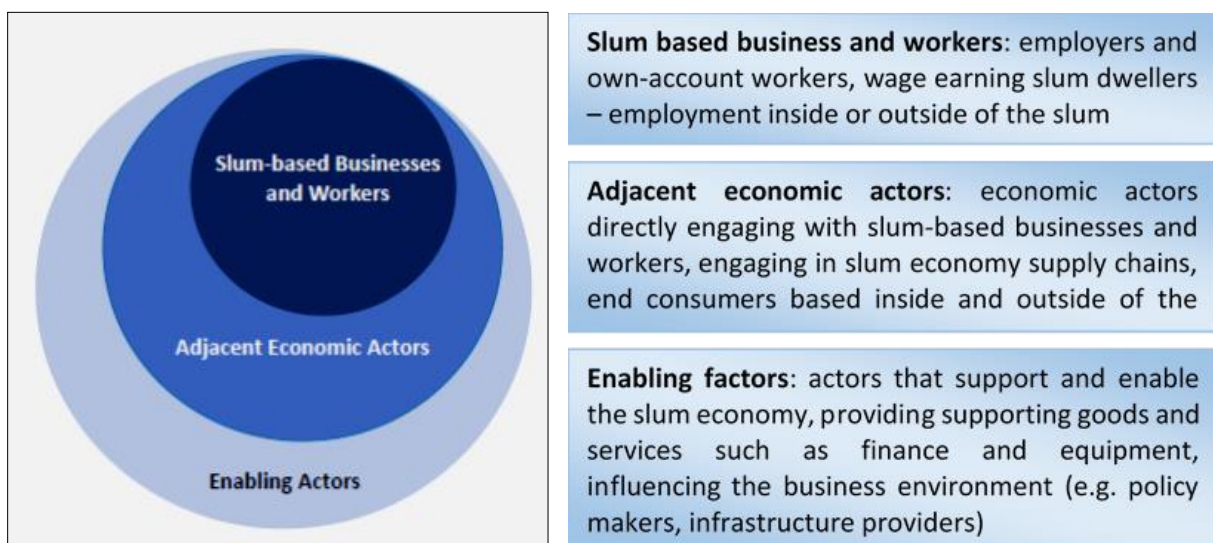 Slum-based Businesses
and Workers
Adjacent Economic Actors
Enabling Actors
Slum based business and workers: employers and
own-account workers, wage earning slum dwellers
– employment inside or outside of the slum
Adjacent economic actors: economic actors
directly engaging with slum-based businesses and
workers, engaging in slum economy supply chains,
end consumers based inside and outside of the
Enabling factors: actors that support and enable
the slum economy, providing supporting goods and
services such as finance and equipment,
influencing the business environment (e.g. policy
makers, infrastructure providers)